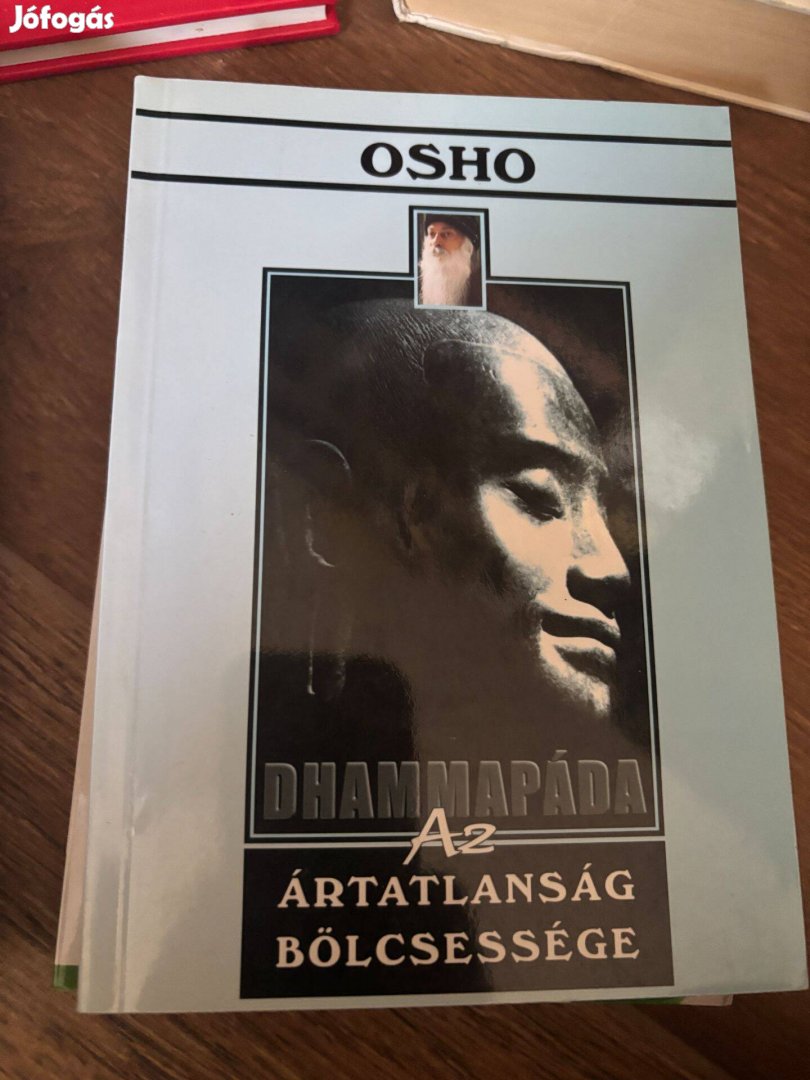 Jófogás
OSHO
DHAMMAPÁDA
Az
ÁRTATLANSÁG
BÖLCSESSÉGE